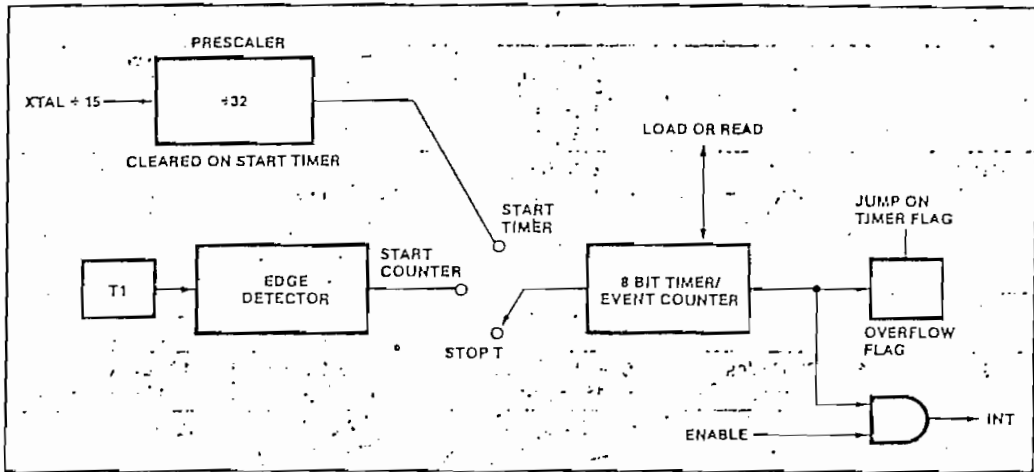 PRESCALER
XTAL ÷ 15
÷32
CLEARED ON START TIMER
LOAD OR READ
JUMP ON
TIMER FLAG
START
TIMER
START
COUNTER
T1
EDGE
DETECTOR
8 BIT TIMER/
EVENT COUNTER
STOP T
OVERFLOW
FLAG
ENABLE
INT